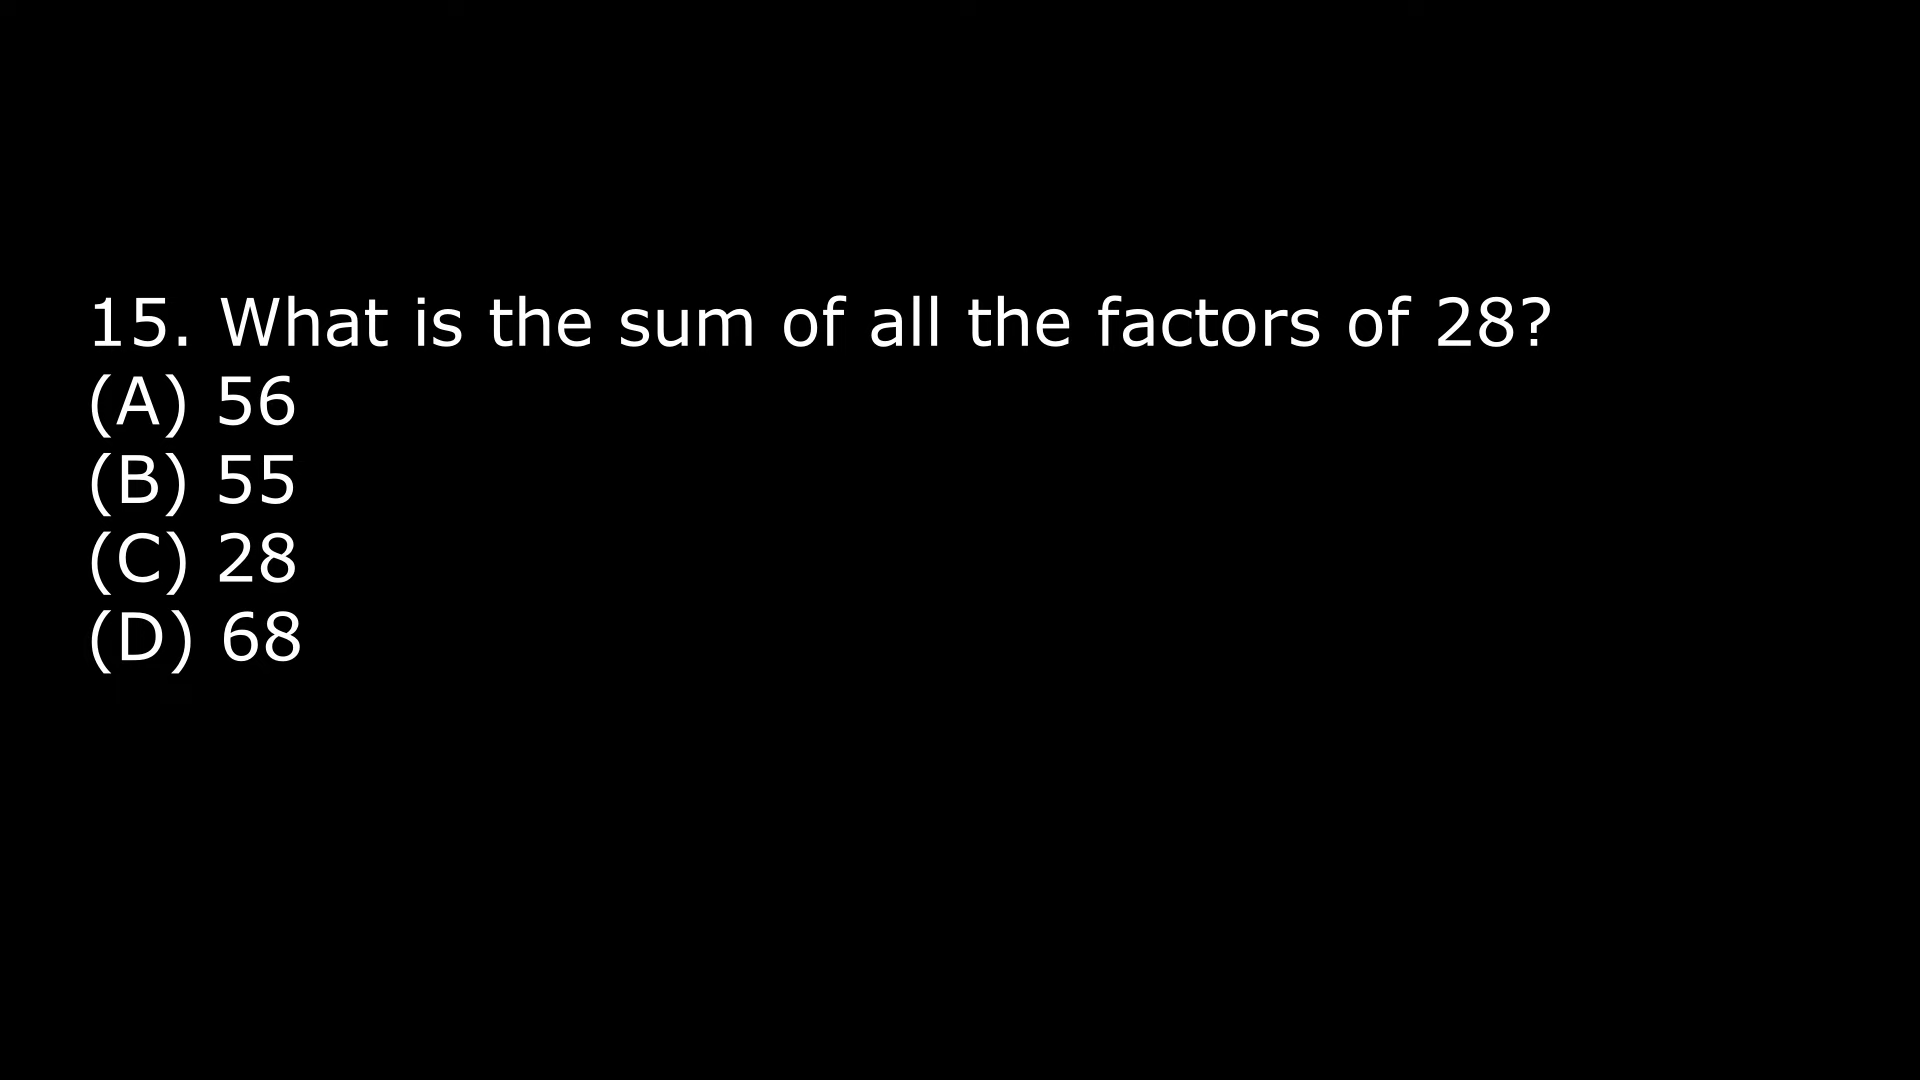 15. What is the sum of all the factors of 28?
(A) 56
(B) 55
(C) 28
(D) 68